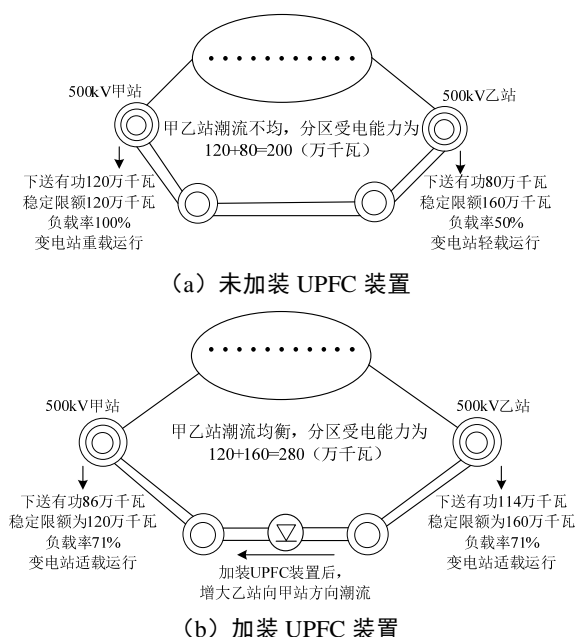 500kV甲站
500kV乙站
甲乙站潮流不均，分区受电能力为
120+80=200（万千瓦）
下送有功120万千瓦
稳定限额120万千瓦
负载率100%
变电站重载运行
下送有功80万千瓦
稳定限额160万千瓦
负载率50%
变电站轻载运行
（a）未加装 UPFC 装置
500kV甲站
500kV乙站
甲乙站潮流均衡，分区受电能力为
120+160=280（万千瓦）
下送有功86万千瓦
稳定限额为120万千瓦
负载率71%
变电站适载运行
下送有功114万千瓦
稳定限额为160万千瓦
负载率71%
变电站适载运行
加装UPFC装置后，
增大乙站向甲站方向潮流
（b）加装 UPFC 装置